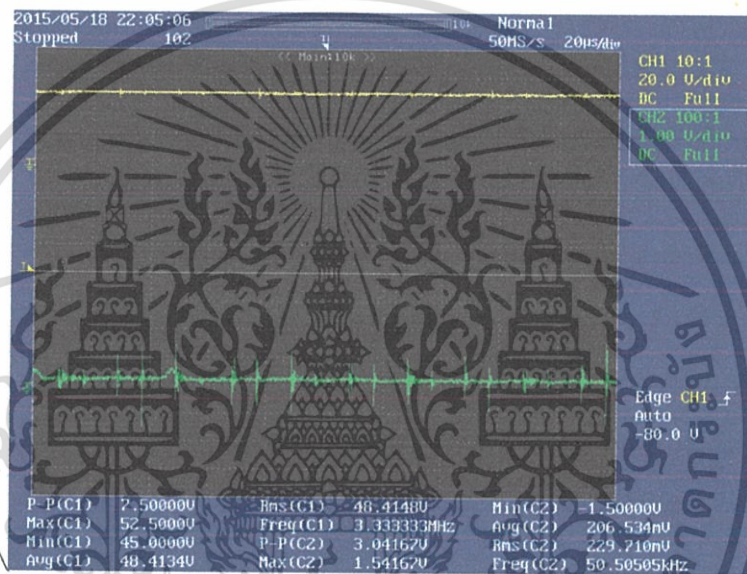 2015/05/18 22:05:06
Normal
Stopped
102
50MS/s 20µs/div
<< Main:10k >>
CH1 10:1
20.0 V/div
DC Full
CH2 100:1
1.00 V/div
DC Full
Edge CH1
Auto
-80.0 V
P-P(C1) 2.50000V
Rms(C1) 48.4148V
Min(C2) -1.50000V
Max(C1) 52.5000V
Freq(C1) 3.333333MHz
Avg(C2) 206.534mV
Min(C1) 45.0000V
P-P(C2) 3.04167V
Rms(C2) 229.710mV
Avg(C1) 48.4134V
Max(C2) 1.54167V
Freq(C2) 50.50505kHz